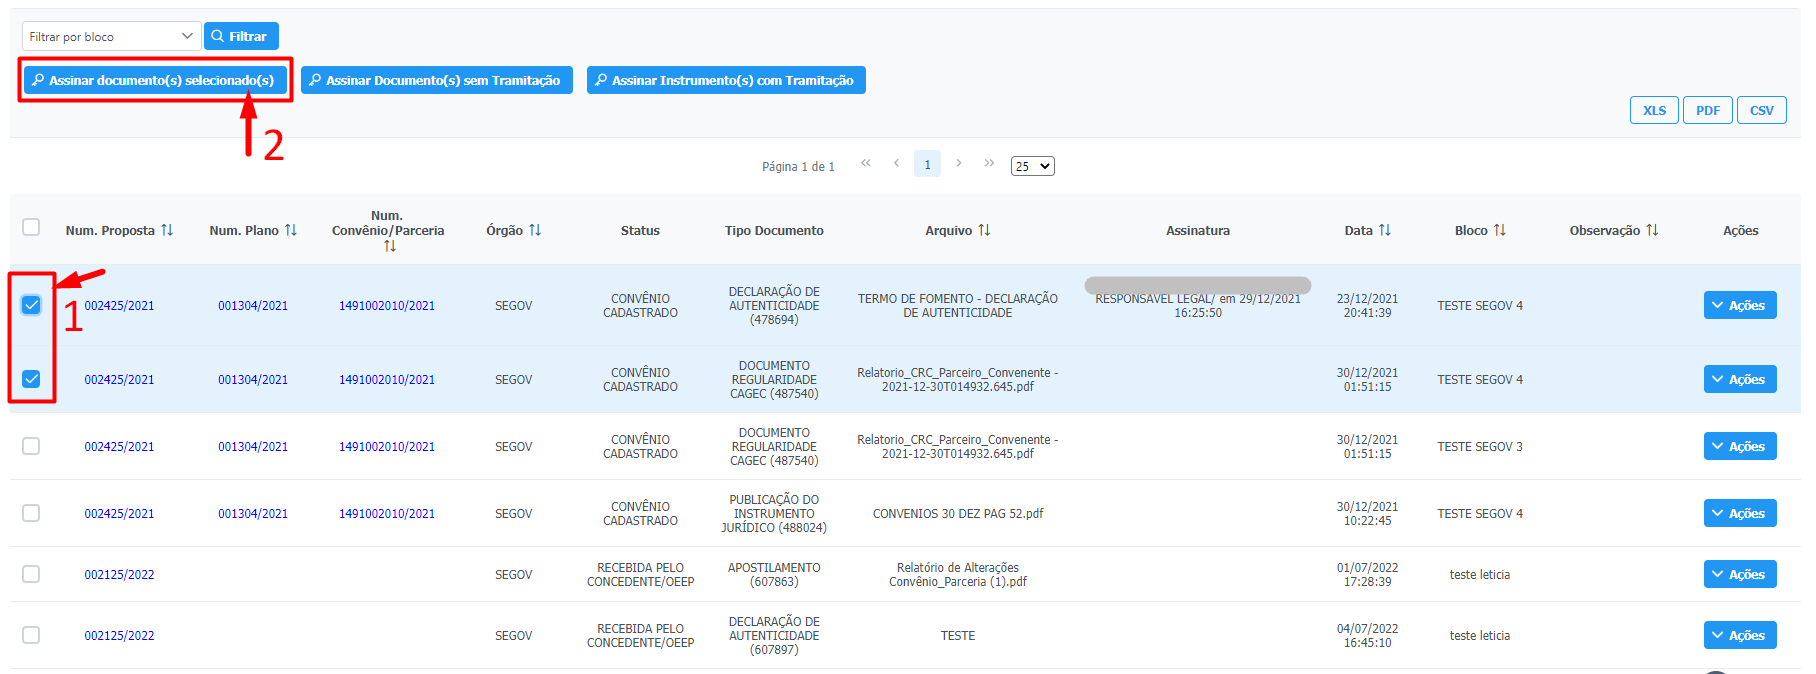 Filtrar por bloco
Filtrar
Assinar documento(s) selecionado(s)
Assinar Documento(s) sem Tramitação
Assinar Instrumento(s) com Tramitação
2
XLS
PDF
CSV
Página 1 de 1
1
25
Num. Proposta
Num. Plano
Num.
Convênio/Parceria
Órgão
Status
Tipo Documento
Arquivo
Assinatura
Data
Bloco
Observação
Ações
1
002425/2021
001304/2021
1491002010/2021
SEGOV
CONVÊNIO
CADASTRADO
DECLARAÇÃO DE
AUTENTICIDADE
(478694)
TERMO DE FOMENTO - DECLARAÇÃO
DE AUTENTICIDADE
RESPONSÁVEL LEGAL/ em 29/12/2021
16:25:50
23/12/2021
20:41:39
TESTE SEGOV 4
Ações
002425/2021
001304/2021
1491002010/2021
SEGOV
CONVÊNIO
CADASTRADO
DOCUMENTO
REGULARIDADE
CAGEC (487540)
Relatorio_CRC_Parceiro_Convenente -
2021-12-30T014932.645.pdf
30/12/2021
01:51:15
TESTE SEGOV 4
Ações
002425/2021
001304/2021
1491002010/2021
SEGOV
CONVÊNIO
CADASTRADO
DOCUMENTO
REGULARIDADE
CAGEC (487540)
Relatorio_CRC_Parceiro_Convenente -
2021-12-30T014932.645.pdf
30/12/2021
01:51:15
TESTE SEGOV 3
Ações
002425/2021
001304/2021
1491002010/2021
SEGOV
CONVÊNIO
CADASTRADO
PUBLICAÇÃO DO
INSTRUMENTO
JURÍDICO (488024)
CONVENIOS 30 DEZ PAG 52.pdf
30/12/2021
10:22:45
TESTE SEGOV 4
Ações
002125/2022
SEGOV
RECEBIDA PELO
CONCEDENTE/OEEP
APOSTILAMENTO
(607863)
Relatório de Alterações
Convênio_Parceria (1).pdf
01/07/2022
17:28:39
teste leticia
Ações
002125/2022
SEGOV
RECEBIDA PELO
CONCEDENTE/OEEP
DECLARAÇÃO DE
AUTENTICIDADE
(607897)
TESTE
04/07/2022
16:45:10
teste leticia
Ações